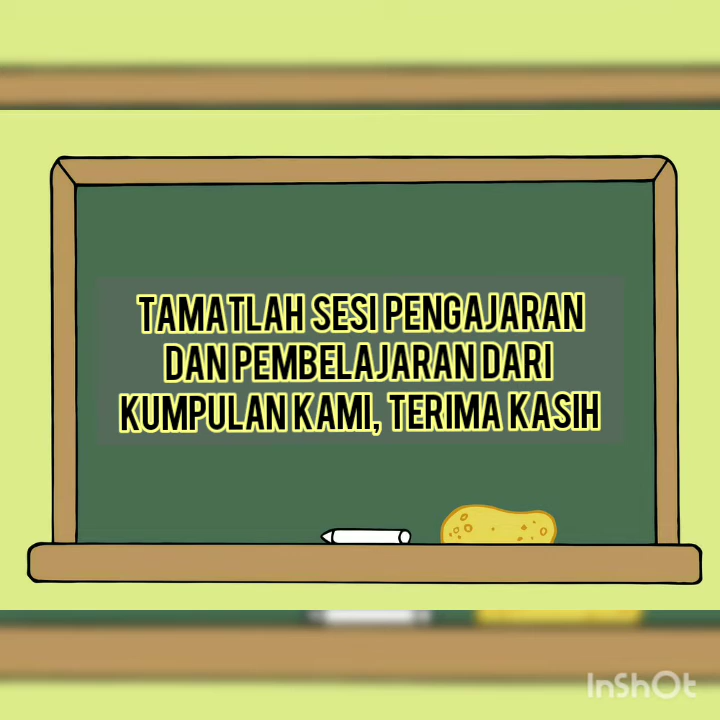 TAMATLAH SESI PENGAJARAN
DAN PEMBELAJARAN DARI
KUMPULAN KAMI, TERIMA KASIH
InShOt